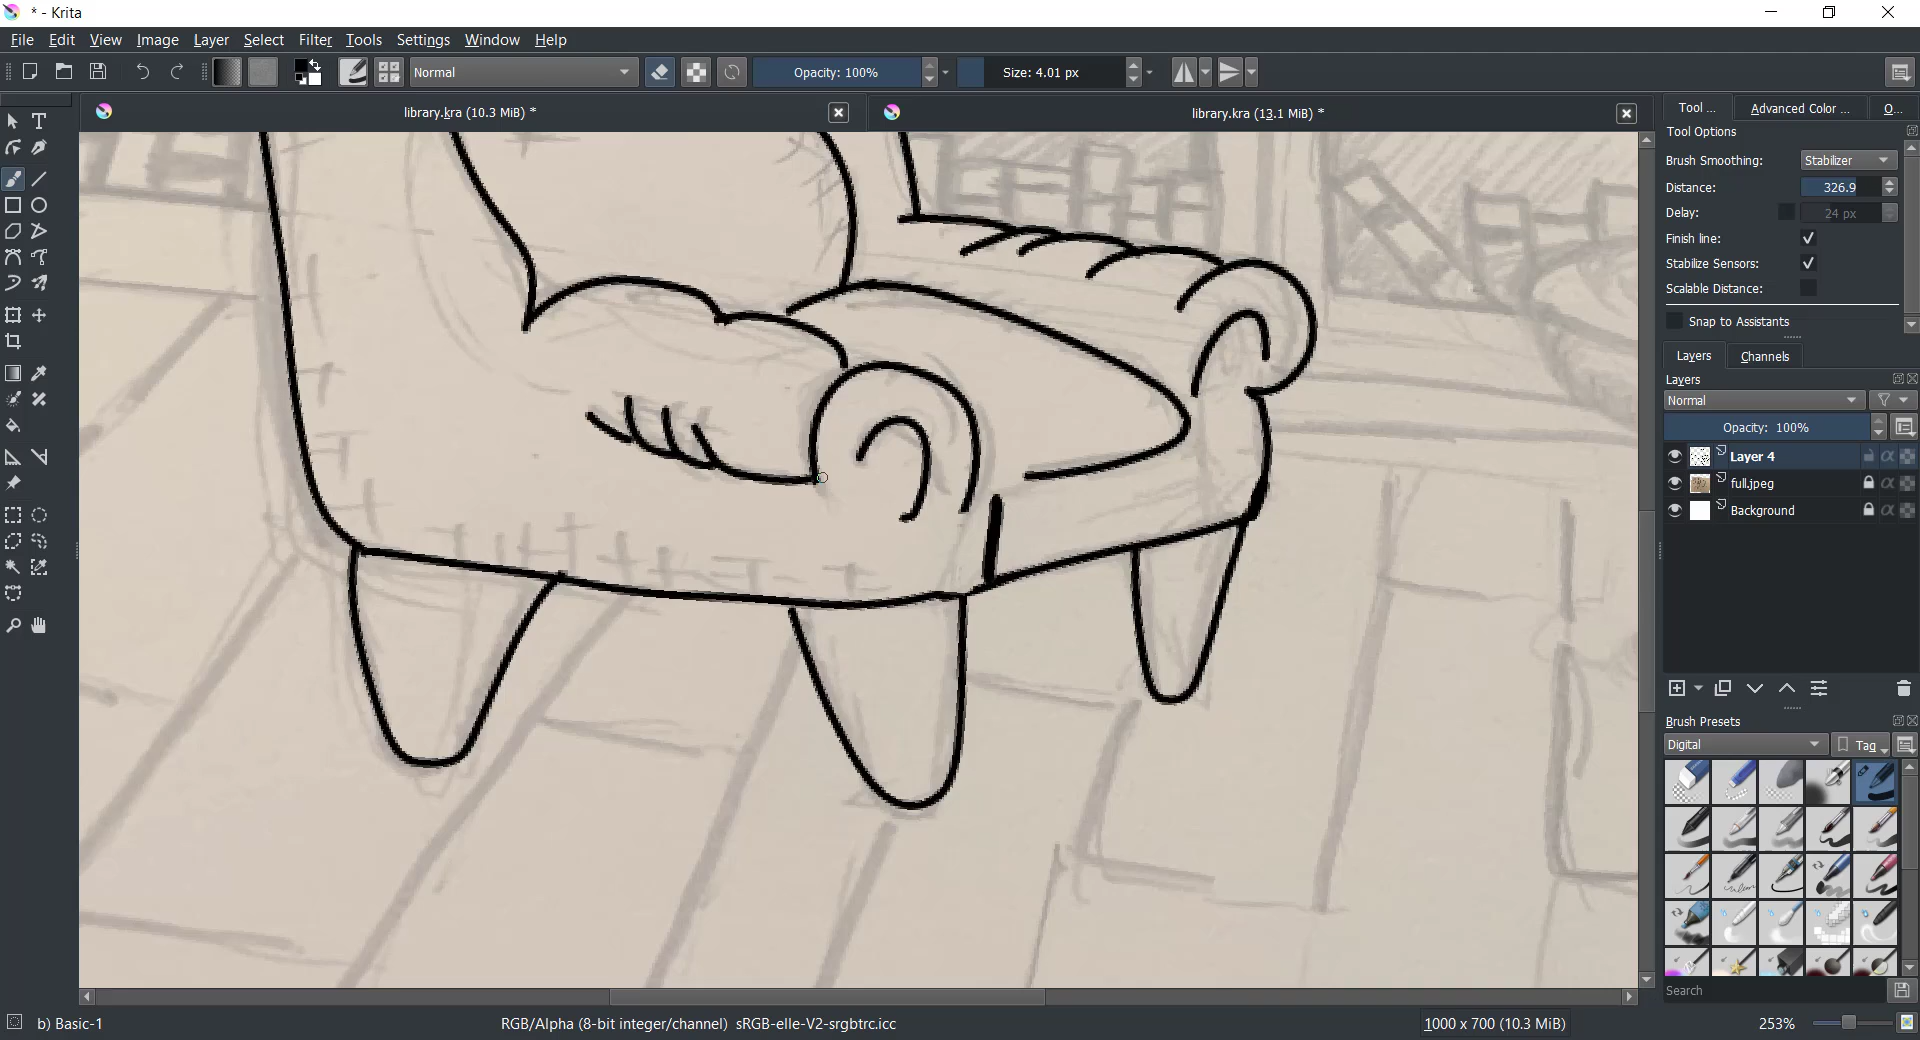 * - Krita
File Edit View Image Layer Select Filter Tools Settings Window Help
Normal Opacity: 100% Size: 4.01 px
library.kra (10.3 MiB) * library.kra (13.1 MiB) *
Tool ... Advanced Color ... O...
Tool Options
Brush Smoothing: Stabilizer
Distance: 326.9
Delay: 24 px
Finish line:
Stabilize Sensors:
Scalable Distance:
Snap to Assistants
Layers Channels
Layers
Normal
Opacity: 100%
Layer 4
full.jpeg
Background
Brush Presets
Digital Tag
Search
b) Basic-1 RGB/Alpha (8-bit integer/channel) sRGB-elle-V2-srgbtrc.icc 1000 x 700 (10.3 MiB) 253%